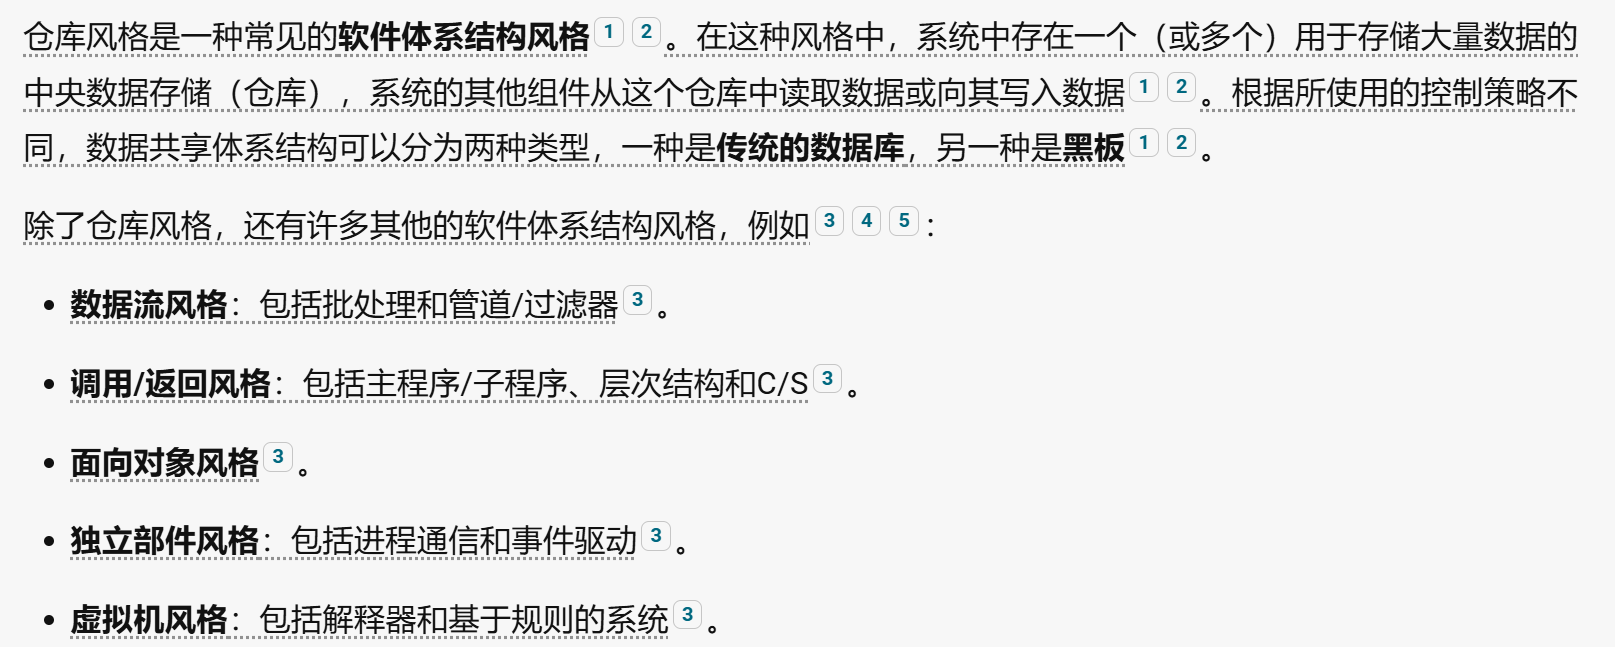 仓库风格是一种常见的软件体系结构风格 1 2 。在这种风格中，系统中存在一个（或多个）用于存储大量数据的
中央数据存储（仓库），系统的其他组件从这个仓库中读取数据或向其写入数据 1 2 。根据所使用的控制策略不
同，数据共享体系结构可以分为两种类型，一种是传统的数据库，另一种是黑板 1 2 。
除了仓库风格，还有许多其他的软件体系结构风格，例如 3 4 5 ：
• 数据流风格：包括批处理和管道/过滤器 3 。
• 调用/返回风格：包括主程序/子程序、层次结构和C/S 3 。
• 面向对象风格 3 。
• 独立部件风格：包括进程通信和事件驱动 3 。
• 虚拟机风格：包括解释器和基于规则的系统 3 。